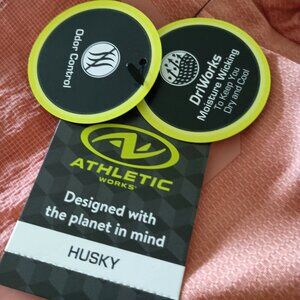 Odor Control
DriWorks
Moisture Wicking
To Keep You
Dry and Cool
ATHLETIC
WORKS
Designed with
the planet in mind
HUSKY